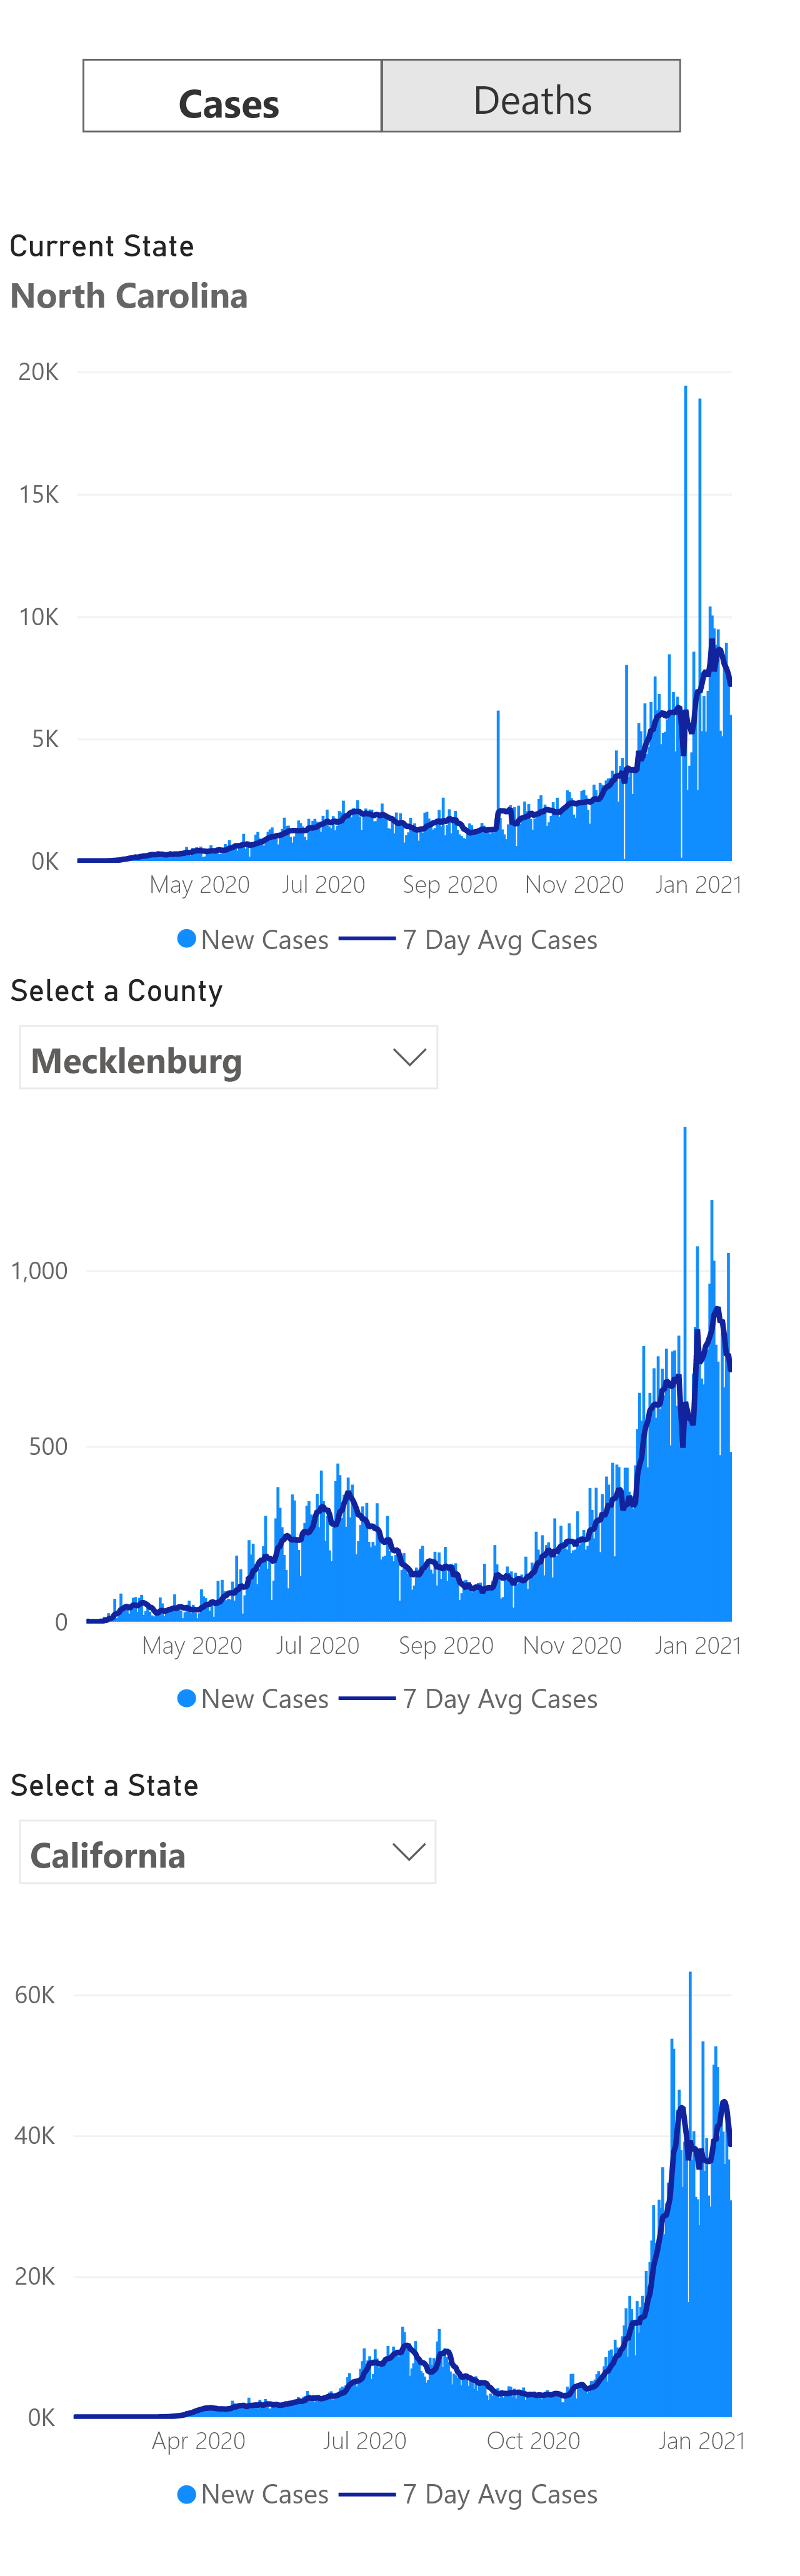 Cases Deaths
Current State
North Carolina
20K
15K
10K
5K
0K
May 2020 Jul 2020 Sep 2020 Nov 2020 Jan 2021
New Cases 7 Day Avg Cases
Select a County
Mecklenburg
1,000
500
0
May 2020 Jul 2020 Sep 2020 Nov 2020 Jan 2021
New Cases 7 Day Avg Cases
Select a State
California
60K
40K
20K
0K
Apr 2020 Jul 2020 Oct 2020 Jan 2021
New Cases 7 Day Avg Cases